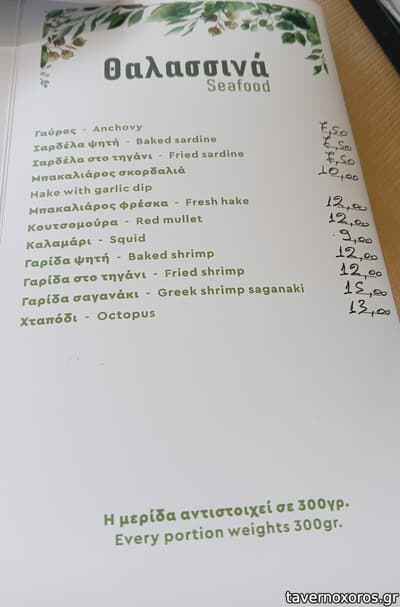 Θαλασσινά
Seafood
Γαύρος - Anchovy 7,50
Σαρδέλα ψητή - Baked sardine 7,50
Σαρδέλα στο τηγάνι - Fried sardine 7,50
Μπακαλιάρος σκορδαλιά 10,00
Hake with garlic dip
Μπακαλιάρος φρέσκα - Fresh hake 12,00
Κουτσομούρα - Red mullet 12,00
Καλαμάρι - Squid 9,00
Γαρίδα ψητή - Baked shrimp 12,00
Γαρίδα στο τηγάνι - Fried shrimp 12,00
Γαρίδα σαγανάκι - Greek shrimp saganaki 15,00
Χταπόδι - Octopus 13,00
Η μερίδα αντιστοιχεί σε 300γρ.
Every portion weights 300gr.
tavernoxoros.gr